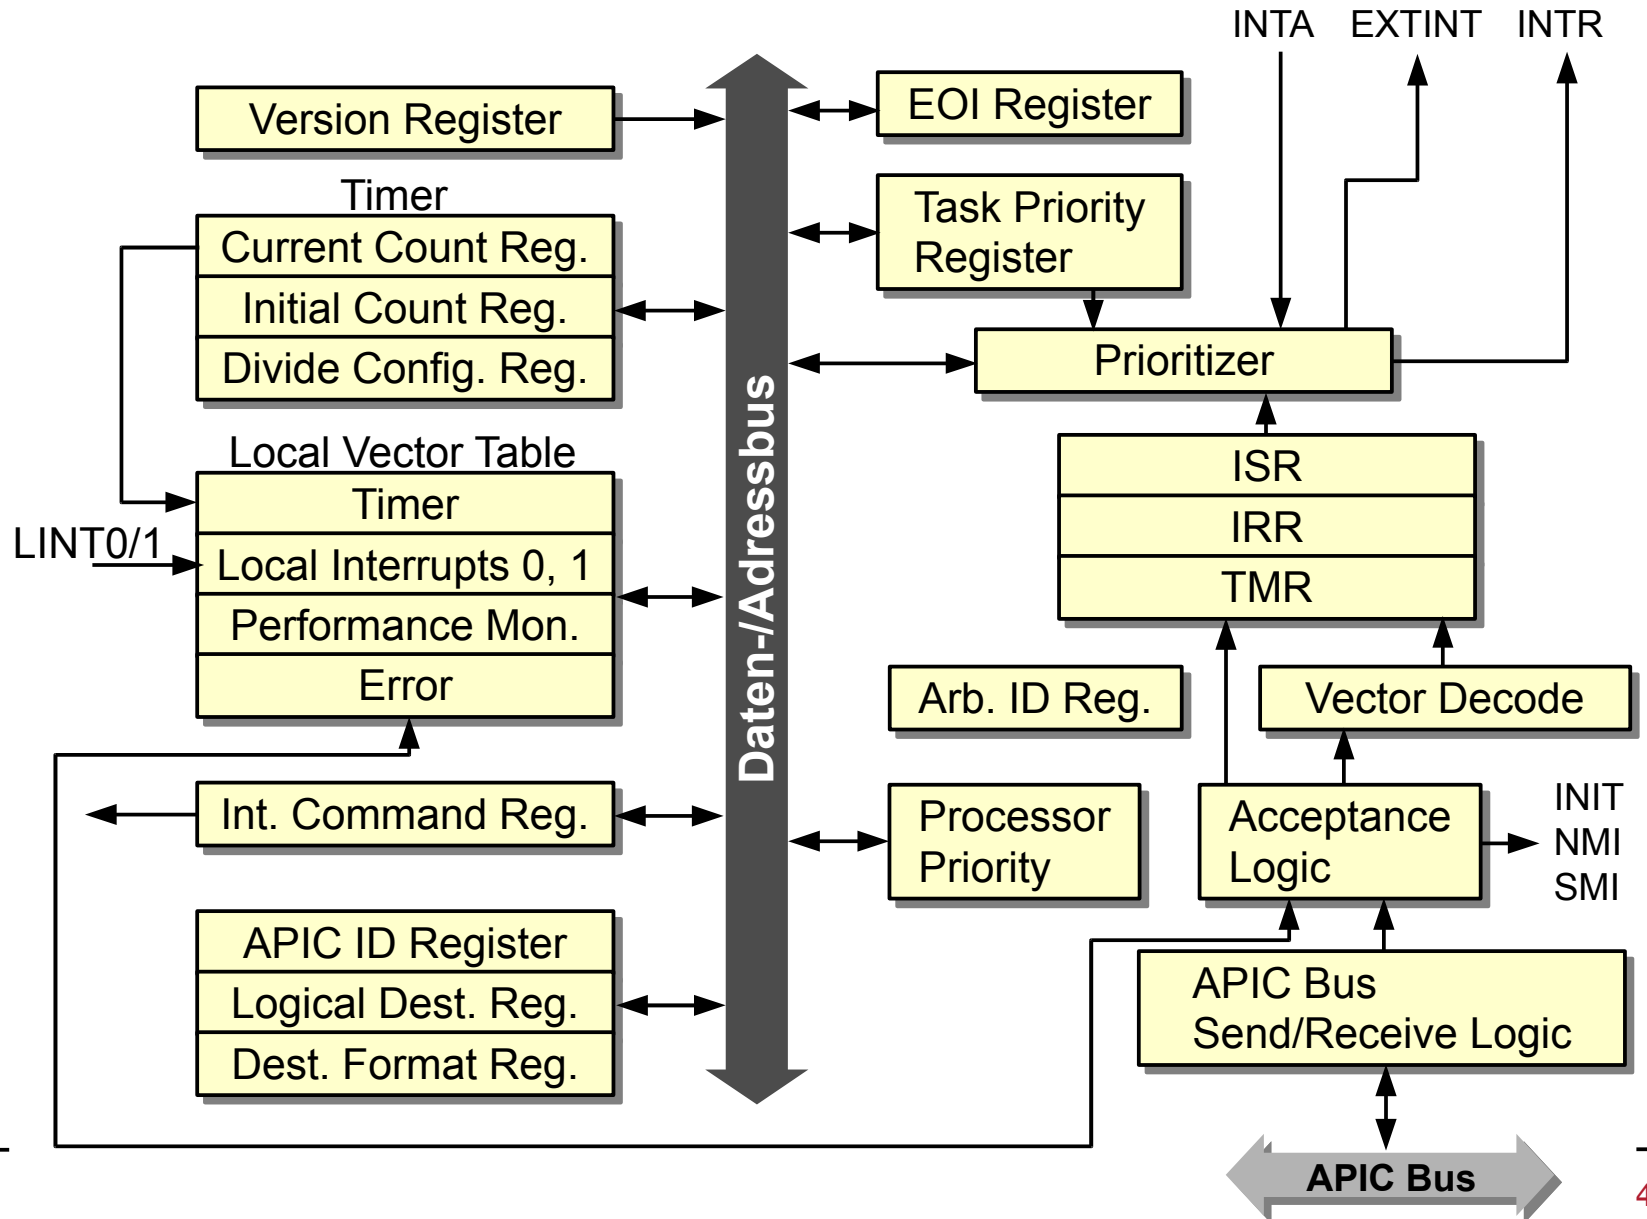 INTA EXTINT INTR
Version Register
EOI Register
Timer
Current Count Reg.
Initial Count Reg.
Divide Config. Reg.
Task Priority
Register
Prioritizer
Local Vector Table
Timer
LINT0/1
Local Interrupts 0, 1
Performance Mon.
Error
Daten-/Adressbus
ISR
IRR
TMR
Arb. ID Reg.
Vector Decode
Int. Command Reg.
Processor
Priority
Acceptance
Logic
INIT
NMI
SMI
APIC ID Register
Logical Dest. Reg.
Dest. Format Reg.
APIC Bus
Send/Receive Logic
APIC Bus
4